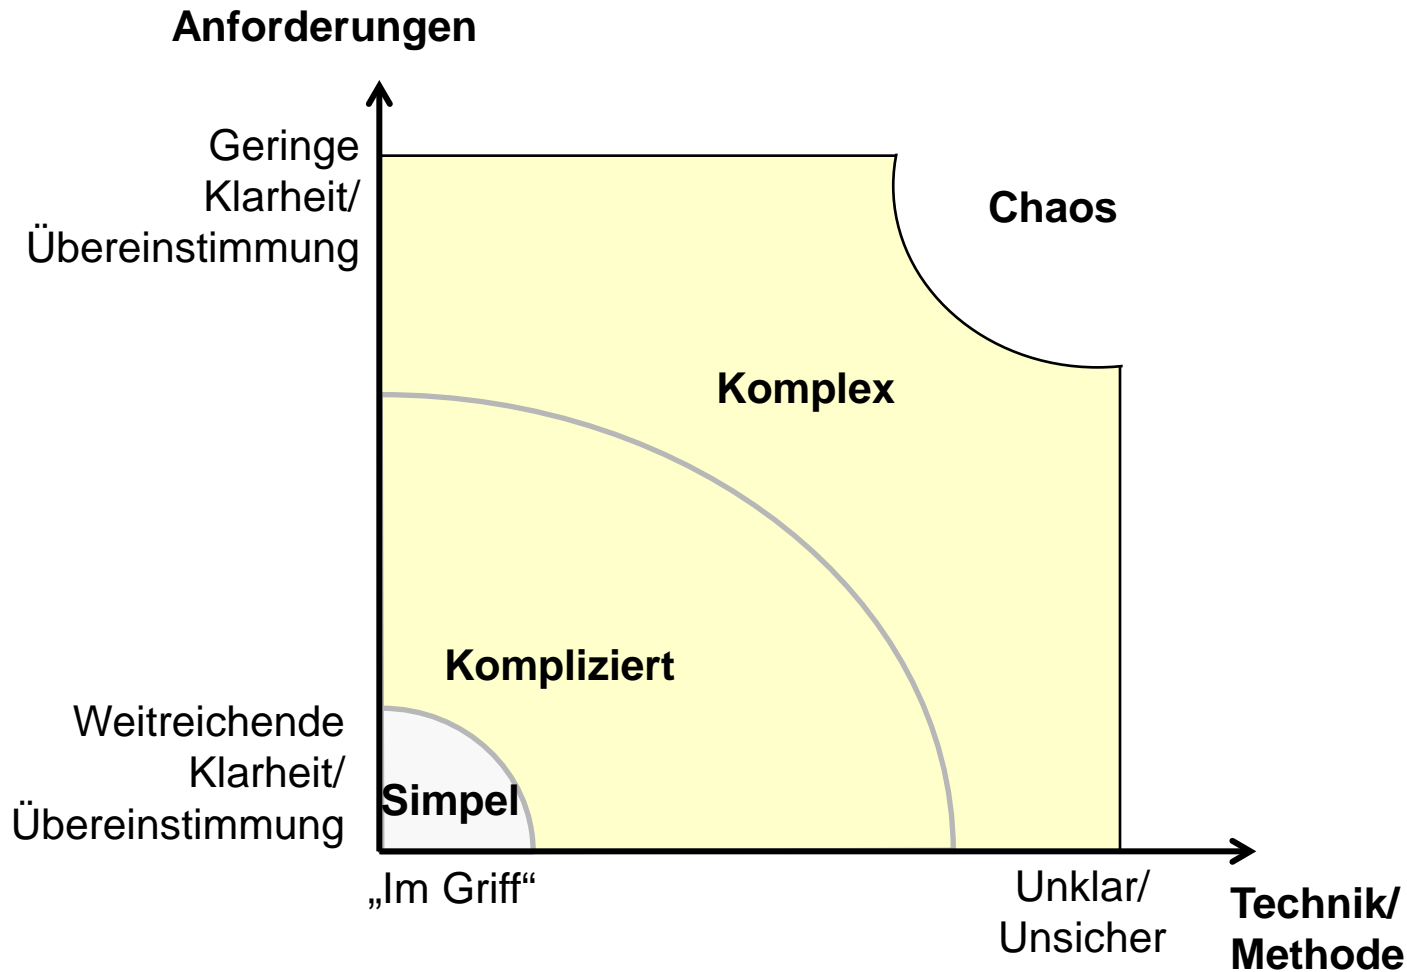 Anforderungen
Geringe
Klarheit/
Übereinstimmung
Chaos
Komplex
Kompliziert
Weitreichende
Klarheit/
Übereinstimmung
Simpel
„Im Griff“
Unklar/
Unsicher
Technik/
Methode